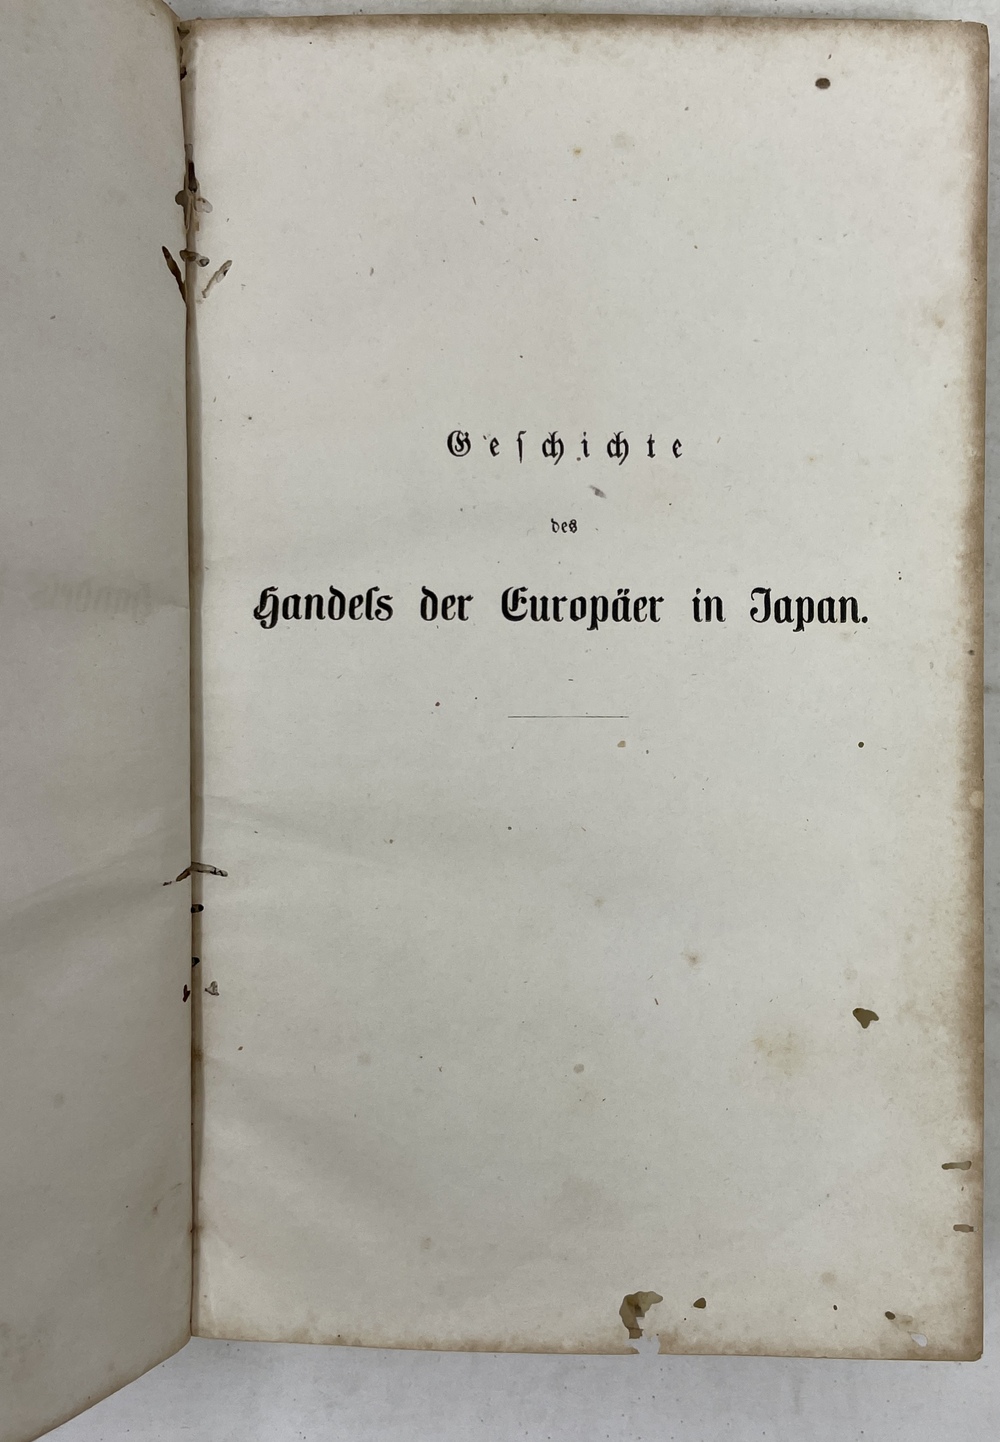 Geſchichte
des
Handels der Europäer in Japan.